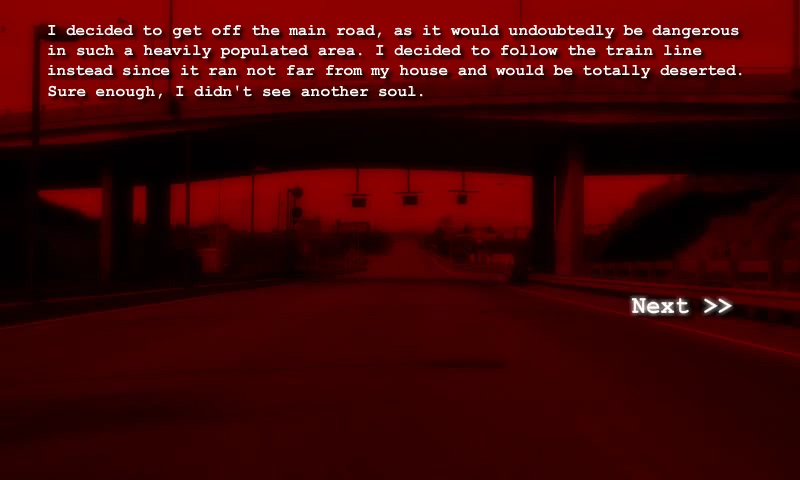 I decided to get off the main road, as it would undoubtedly be dangerous
in such a heavily populated area. I decided to follow the train line
instead since it ran not far from my house and would be totally deserted.
Sure enough, I didn't see another soul.
Next >>